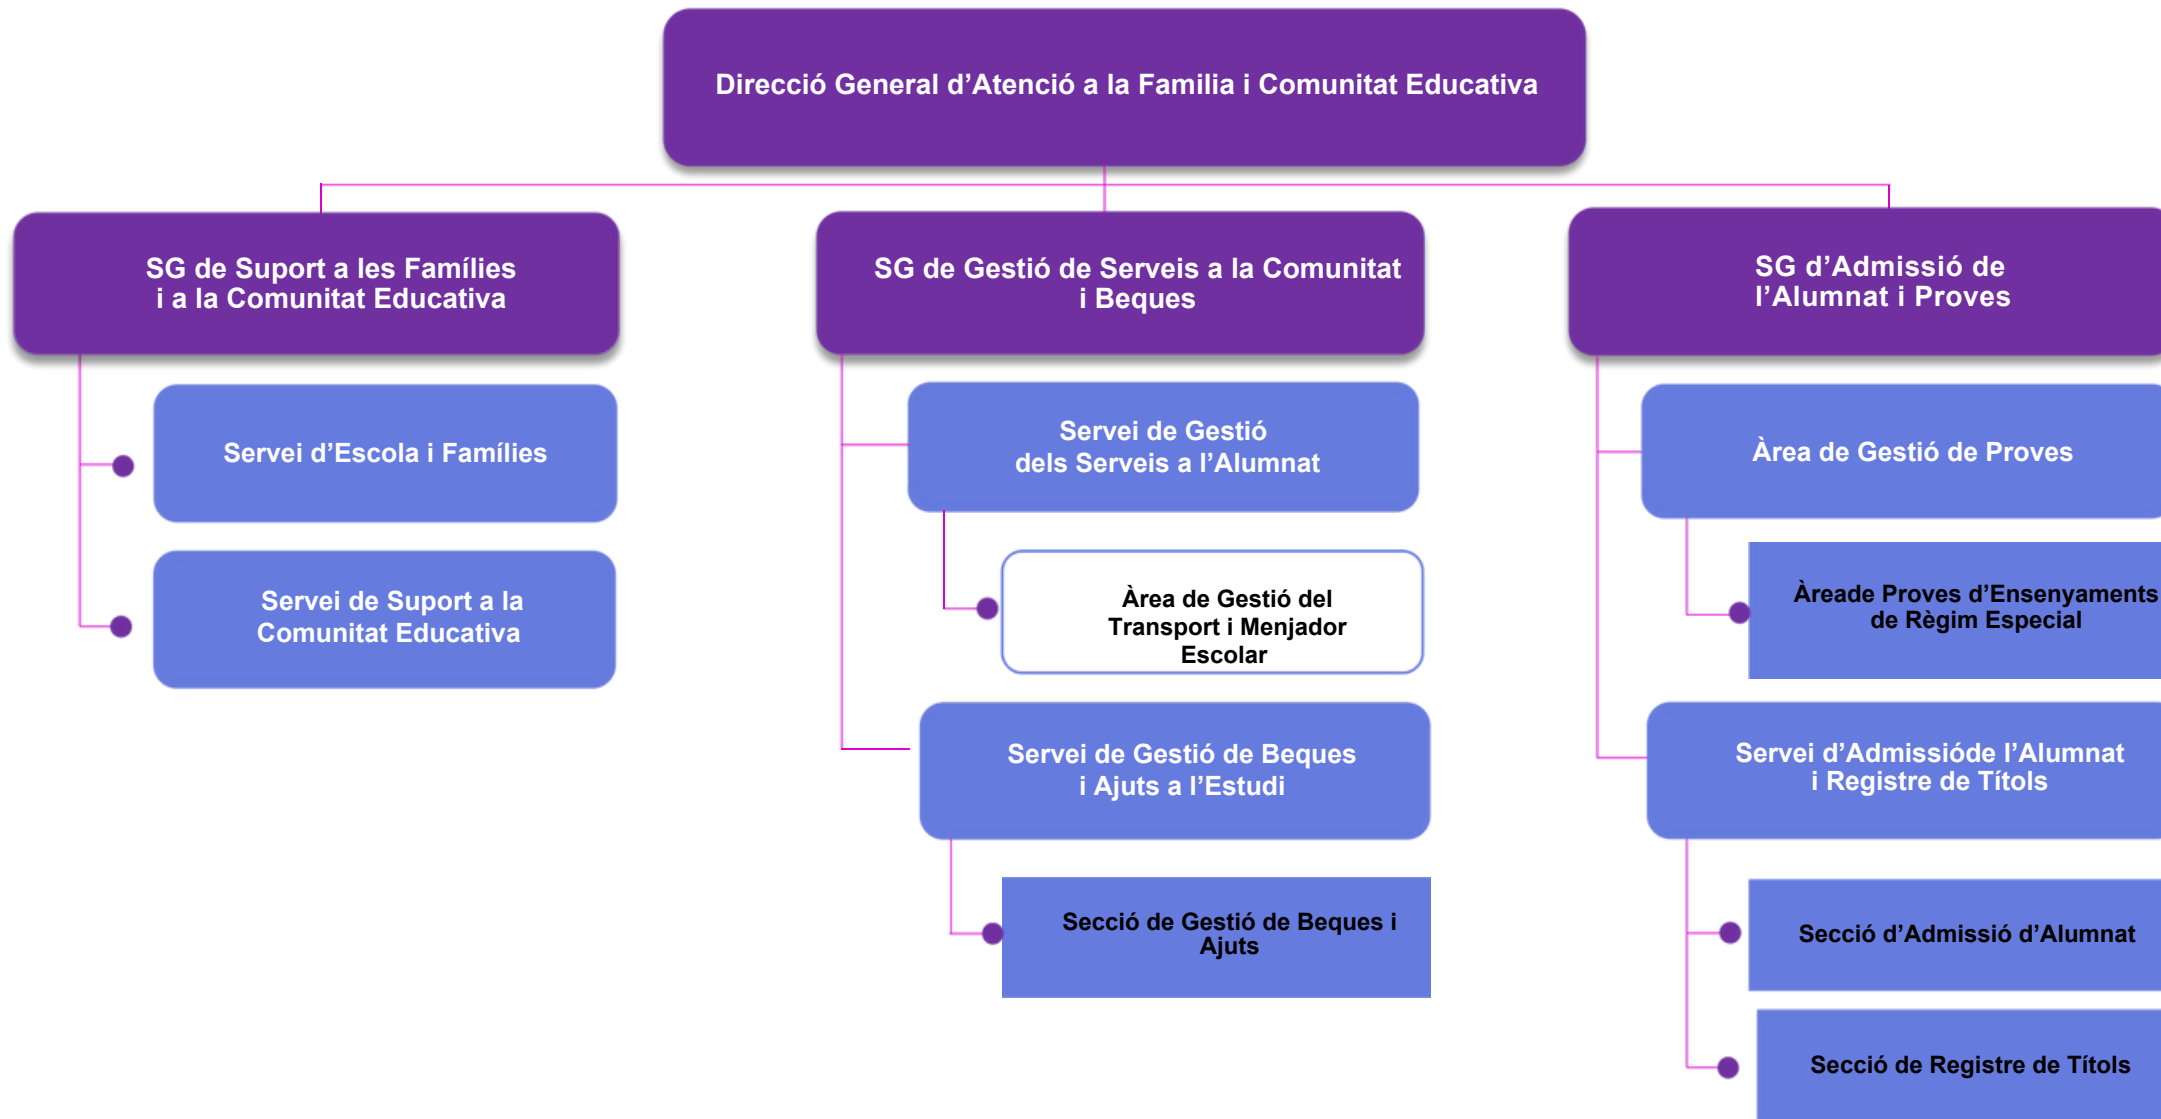 Direcció General d’Atenció a la Familia i Comunitat Educativa
SG de Suport a les Famílies
i a la Comunitat Educativa
Servei d’Escola i Famílies
Servei de Suport a la
Comunitat Educativa
SG de Gestió de Serveis a la Comunitat
i Beques
Servei de Gestió
dels Serveis a l’Alumnat
Àrea de Gestió del
Transport i Menjador
Escolar
Servei de Gestió de Beques
i Ajuts a l’Estudi
Secció de Gestió de Beques i
Ajuts
SG d’Admissió de
l’Alumnat i Proves
Àrea de Gestió de Proves
Àreade Proves d’Ensenyaments
de Règim Especial
Servei d’Admissióde l’Alumnat
i Registre de Títols
Secció d’Admissió d’Alumnat
Secció de Registre de Títols